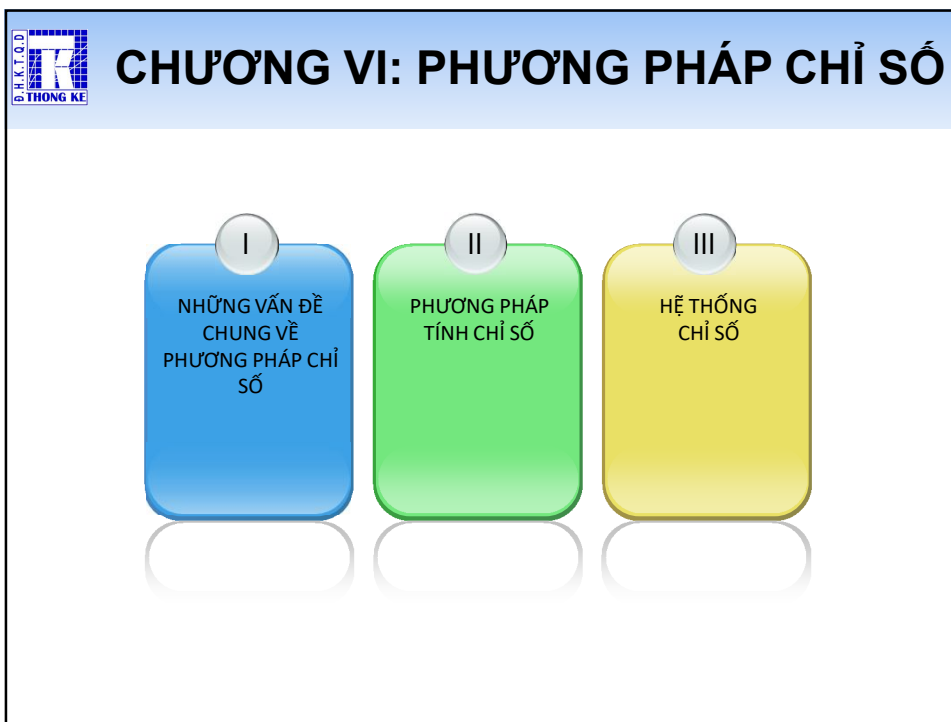 Đ.H.K.T.Q.D
TK
THONG KE
CHƯƠNG VI: PHƯƠNG PHÁP CHỈ SỐ
I
NHỮNG VẤN ĐỀ
CHUNG VỀ
PHƯƠNG PHÁP CHỈ
SỐ
II
PHƯƠNG PHÁP
TÍNH CHỈ SỐ
III
HỆ THỐNG
CHỈ SỐ